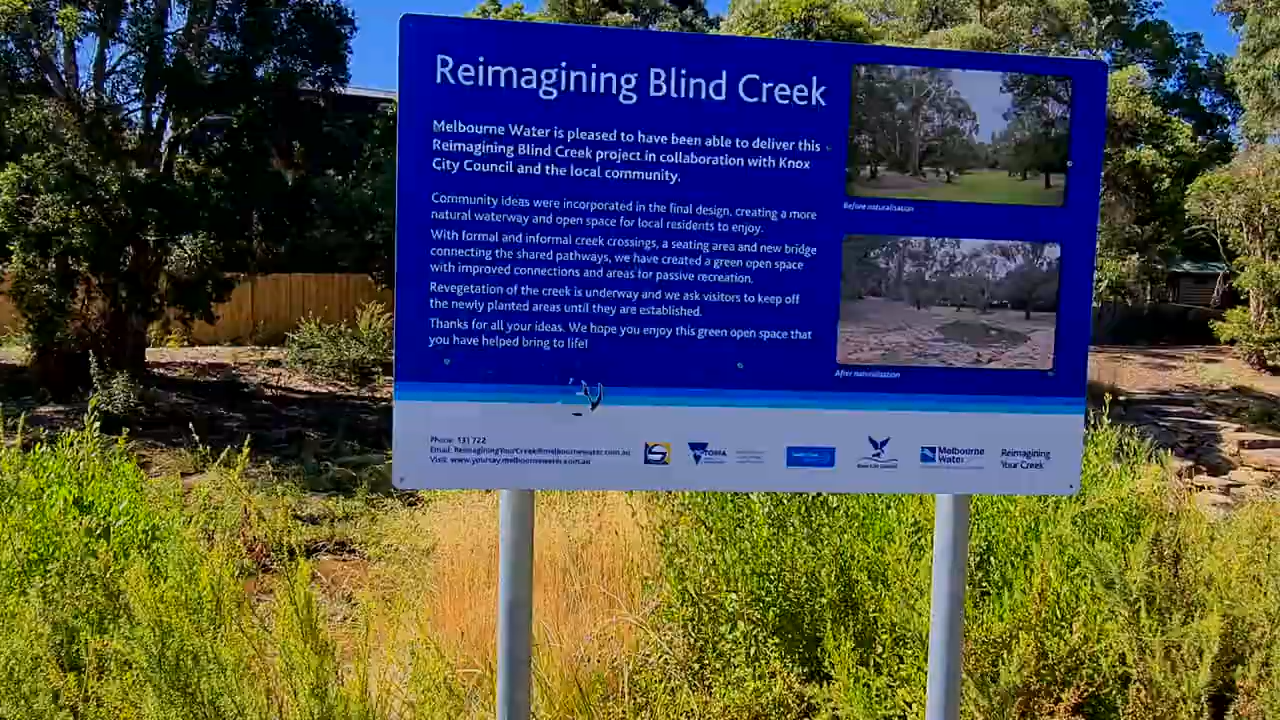 Reimagining Blind Creek
Melbourne Water is pleased to have been able to deliver this
Reimagining Blind Creek project in collaboration with Knox
City Council and the local community.
Community ideas were incorporated in the final design, creating a more
natural waterway and open space for local residents to enjoy.
With formal and informal creek crossings, a seating area and new bridge
connecting the shared pathways, we have created a green open space
with improved connections and areas for passive recreation.
Revegetation of the creek is underway and we ask visitors to keep off
the newly planted areas until they are established.
Thanks for all your ideas. We hope you enjoy this green open space that
you have helped bring to life!
Before naturalisation
After naturalisation
Phone: 131 722
Email: ReimaginingYourCreek@melbournewater.com.au
Visit: www.yoursay.melbournewater.com.au
VICTORIA
Melbourne
Water
Reimagining
Your Creek